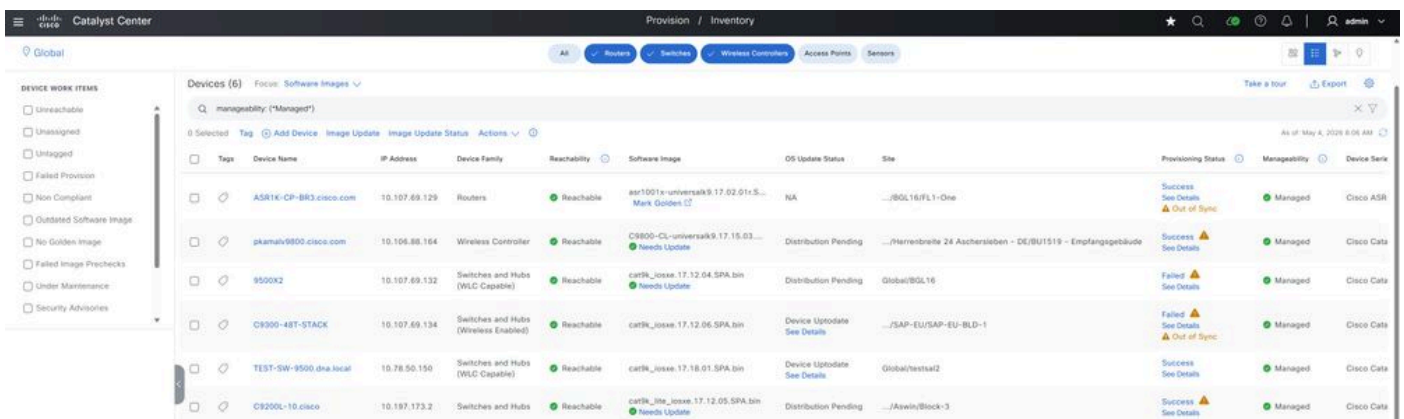 CISCO Catalyst Center
Provision / Inventory
admin
Global
All Routers Switches Wireless Controllers Access Points Sensors
DEVICE WORK ITEMS
Unreachable
Unassigned
Untagged
Failed Provision
Non Compliant
Outdated Software Image
No Golden Image
Failed Image Prechecks
Under Maintenance
Security Advisories
Devices (6) Focus: Software Images
Take a tour Export
manageability: ("Managed")
0 Selected Tag Add Device Image Update Image Update Status Actions
As of: May 4, 2026 8:06 AM
Tags Device Name IP Address Device Family Reachability Software Image OS Update Status Site Provisioning Status Manageability Device Serie
ASR1K-CP-BR3.cisco.com 10.107.69.129 Routers Reachable asr1001x-universalk9.17.02.01r.S... NA .../BGL16/FL1-One Success Managed Cisco ASR
Mark Golden See Details
Out of Sync
pkamalv9800.cisco.com 10.106.88.164 Wireless Controller Reachable C9800-CL-universalk9.17.15.03.... Distribution Pending .../Herrenbreite 24 Aschersleben - DE/BU1519 - Empfangsgebäude Success Managed Cisco Cata
Needs Update See Details
9500X2 10.107.69.132 Switches and Hubs Reachable cat9k_iosxe.17.12.04.SPA.bin Distribution Pending Global/BGL16 Failed Managed Cisco Cata
(WLC Capable) Needs Update See Details
C9300-48T-STACK 10.107.69.134 Switches and Hubs Reachable cat9k_iosxe.17.12.06.SPA.bin Device Uptodate .../SAP-EU/SAP-EU-BLD-1 Failed Managed Cisco Cata
(Wireless Enabled) See Details See Details
Out of Sync
TEST-SW-9500.dna.local 10.78.50.150 Switches and Hubs Reachable cat9k_iosxe.17.18.01.SPA.bin Device Uptodate Global/testsal2 Success Managed Cisco Cata
(WLC Capable) See Details See Details
C9200L-10.cisco 10.197.173.2 Switches and Hubs Reachable cat9k_lite_iosxe.17.12.05.SPA.bin Distribution Pending .../Aswin/Block-3 Success Managed Cisco Cata
Needs Update See Details